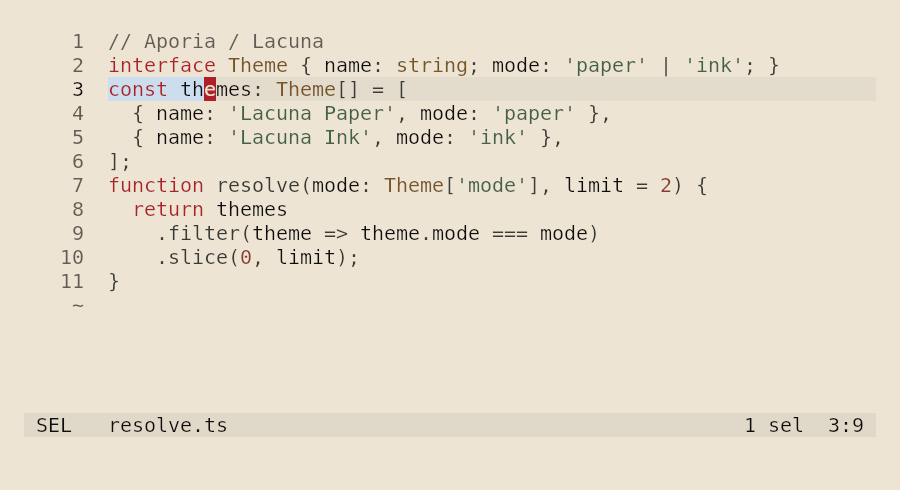 1 // Aporia / Lacuna
2 interface Theme { name: string; mode: 'paper' | 'ink'; }
3 const themes: Theme[] = [
4   { name: 'Lacuna Paper', mode: 'paper' },
5   { name: 'Lacuna Ink', mode: 'ink' },
6 ];
7 function resolve(mode: Theme['mode'], limit = 2) {
8   return themes
9     .filter(theme => theme.mode === mode)
10     .slice(0, limit);
11 }
~
SEL resolve.ts 1 sel 3:9